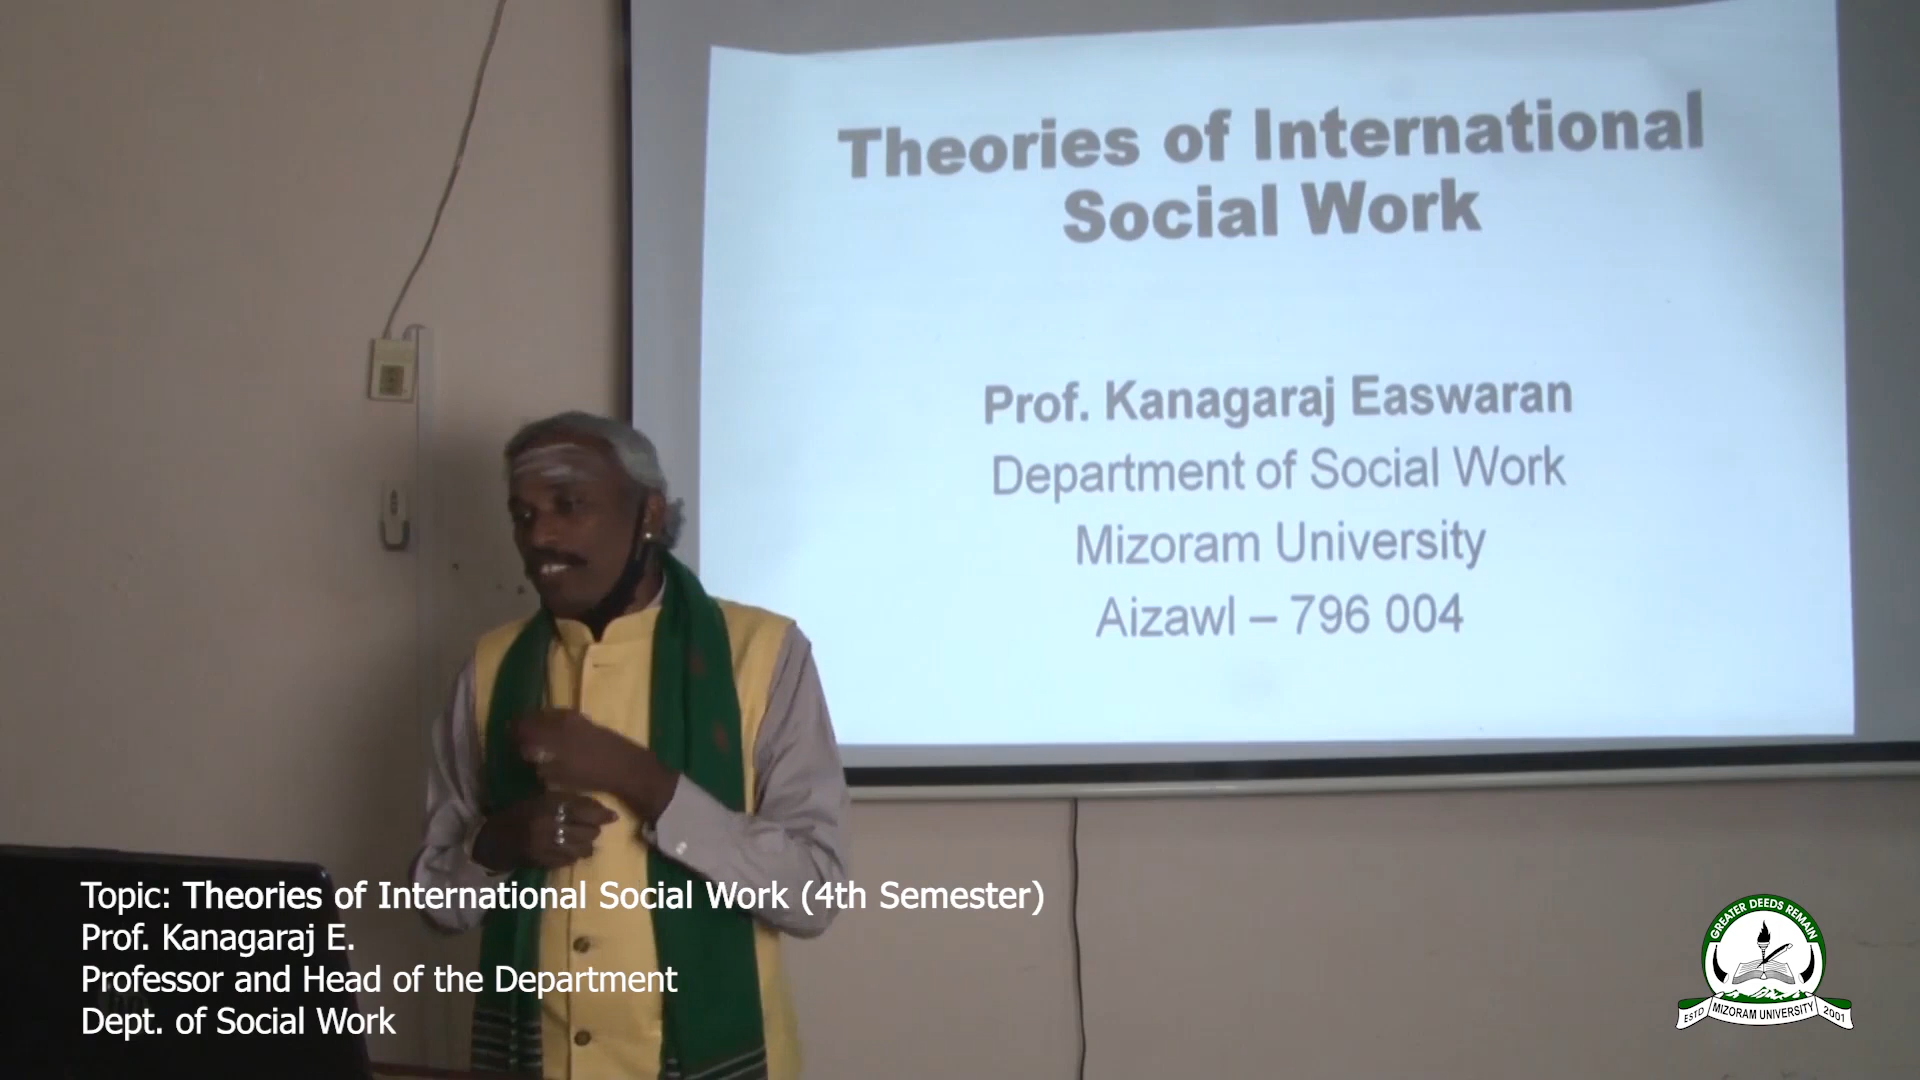 Theories of International
Social Work
Prof. Kanagaraj Easwaran
Department of Social Work
Mizoram University
Aizawl – 796 004
Topic: Theories of International Social Work (4th Semester)
Prof. Kanagaraj E.
Professor and Head of the Department
Dept. of Social Work
GREATER DEEDS REMAIN
ESTD MIZORAM UNIVERSITY 2001